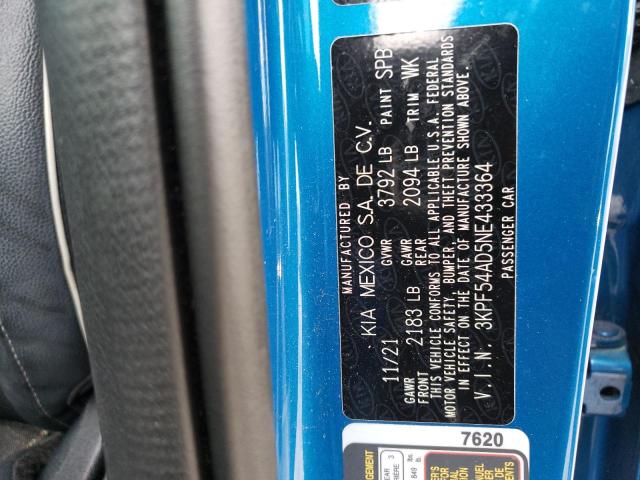 MANUFACTURED BY
KIA MEXICO S.A. DE C.V.
11/21 GVWR 3792 LB PAINT SPB
GAWR FRONT 2183 LB GAWR REAR 2094 LB TRIM WK
THIS VEHICLE CONFORMS TO ALL APPLICABLE U.S.A. FEDERAL
MOTOR VEHICLE SAFETY, BUMPER, AND THEFT PREVENTION STANDARDS
IN EFFECT ON THE DATE OF MANUFACTURE SHOWN ABOVE.
V.I.N. 3KPF54AD5NE433364
PASSENGER CAR
7620